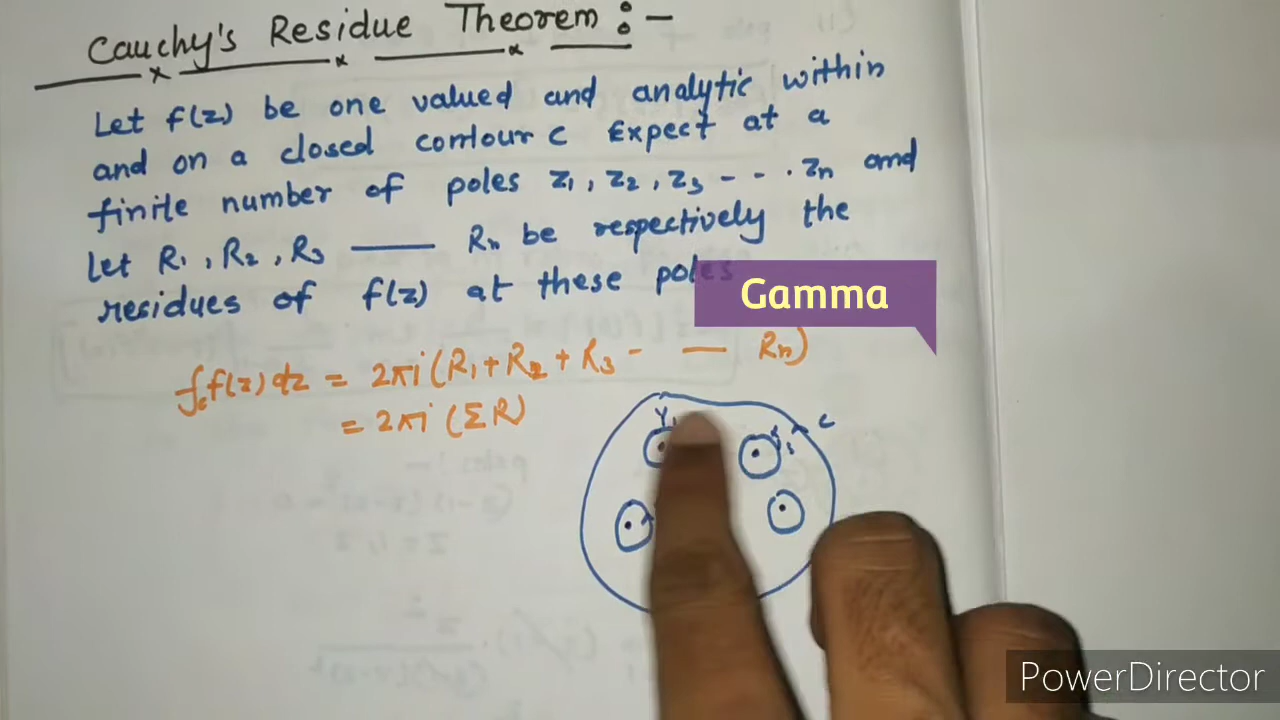 Cauchy's Residue Theorem :-
Let f(z) be one valued and analytic within
and on a closed contour C Expect at a
finite number of poles z₁, z₂, z₃ - - . zₙ and
Let R₁, R₂, R₃ —— Rₙ be respectively the
residues of f(z) at these poles
Gamma
∫c f(z) dz = 2πi (R₁ + R₂ + R₃ - — Rₙ)
= 2πi (ΣR)
C
PowerDirector